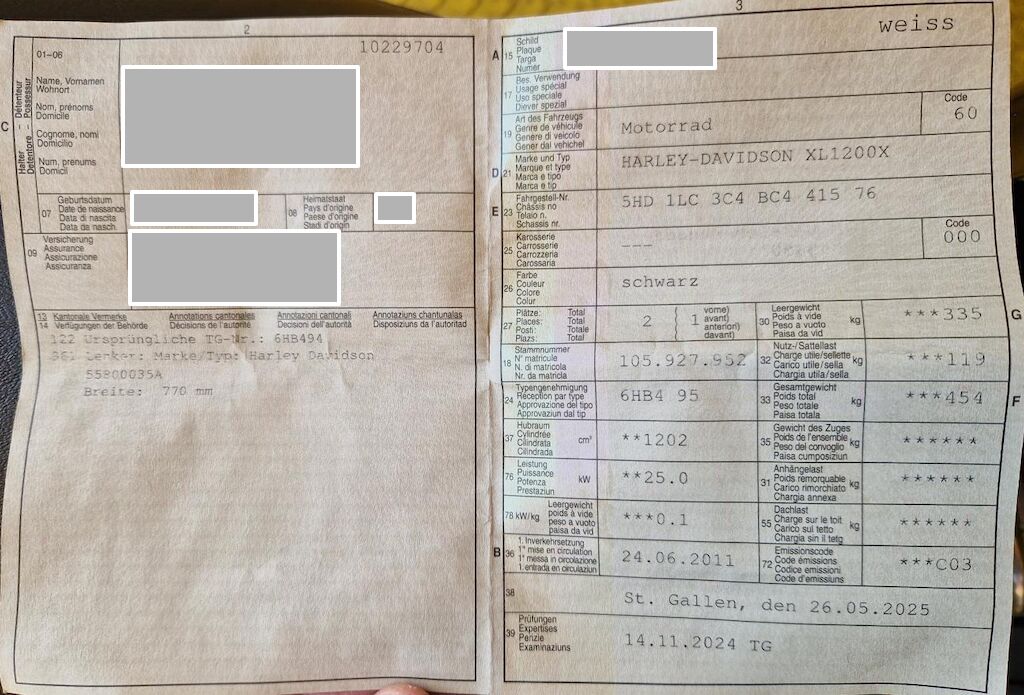 2
10229704
01-06
C
Halter – Détenteur
Detentore – Possessur
Name, Vornamen
Wohnort
Nom, prénoms
Domicile
Cognome, nomi
Domicilio
Num, prenums
Domicil
07
Geburtsdatum
Date de naissance
Data di nascita
Data da nasch.
08
Heimatstaat
Pays d'origine
Paese d'origine
Stadi d'origin
09
Versicherung
Assurance
Assicurazione
Assicuranza
13 Kantonale Vermerke
14 Verfügungen der Behörde
Annotations cantonales
Décisions de l'autorité
Annotazioni cantonali
Decisioni dell'autorità
Annotaziuns chantunalas
Disposiziuns da l'autoritad
122 Ursprüngliche TG-Nr.: 6HB494
Lenker: Marke/Typ: Harley Davidson
55800035A
Breite: 770 mm
3
weiss
A 15
Schild
Plaque
Targa
Numer
17
Bes. Verwendung
Usage spécial
Uso speciale
Diever spezial
19
Art des Fahrzeugs
Genre de véhicule
Genere di veicolo
Gener dal vehichel
Motorrad
Code
60
D 21
Marke und Typ
Marque et type
Marca e tipo
Marca e tip
HARLEY-DAVIDSON XL1200X
E 23
Fahrgestell-Nr.
Châssis no
Telaio n.
Schassis nr.
5HD 1LC 3C4 BC4 415 76
25
Karosserie
Carrosserie
Carrozzeria
Carossaria
---
Code
000
26
Farbe
Couleur
Colore
Colur
schwarz
27
Plätze: Total
Places: Total
Posti: Totale
Plazs: Total
2
( 1
vorne)
avant)
anteriori)
davant)
30
Leergewicht
Poids à vide
Peso a vuoto
Paisa da vid
kg
***335
G
18
Stammnummer
N° matricule
N. di matricola
Nr. da matricla
105.927.952
32
Nutz-/Sattellast
Charge utile/sellette
Carico utile/sella
Chargia utila/sella
kg
***119
24
Typengenehmigung
Réception par type
Approvazione del tipo
Approvaziun dal tip
6HB4 95
33
Gesamtgewicht
Poids total
Peso totale
Paisa totala
kg
***454
F
37
Hubraum
Cylindrée
Cilindrata
Cilindrada
cm³
**1202
35
Gewicht des Zuges
Poids de l'ensemble
Peso del convoglio
Paisa cumposiziun
kg
******
76
Leistung
Puissance
Potenza
Prestaziun
kW
**25.0
31
Anhängelast
Poids remorquable
Carico rimorchiato
Chargia annexa
kg
******
78 kW/kg
Leergewicht
poids à vide
peso a vuoto
paisa da vid
***0.1
55
Dachlast
Charge sur le toit
Carico sul tetto
Chargia sin il tetg
kg
******
B 36
1. Inverkehrsetzung
1re mise en circulation
1a messa in circolazione
1. entrada en circulaziun
24.06.2011
72
Emissionscode
Code émissions
Codice emissioni
Code d'emissiuns
***C03
38
St. Gallen, den 26.05.2025
39
Prüfungen
Expertises
Perizie
Examinaziuns
14.11.2024 TG